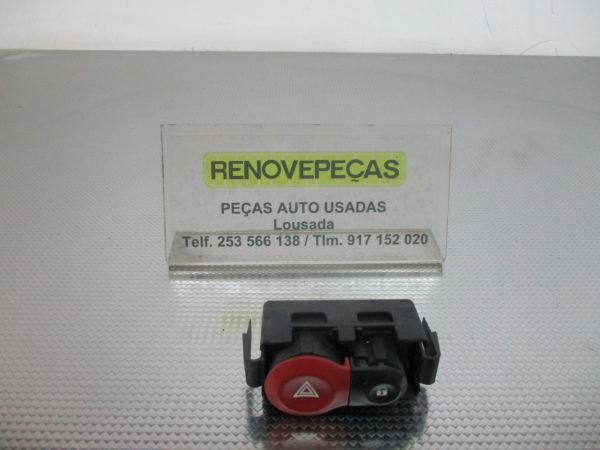 RENOVEPEÇAS
PEÇAS AUTO USADAS
Lousada
Telf. 253 566 138 / Tlm. 917 152 020